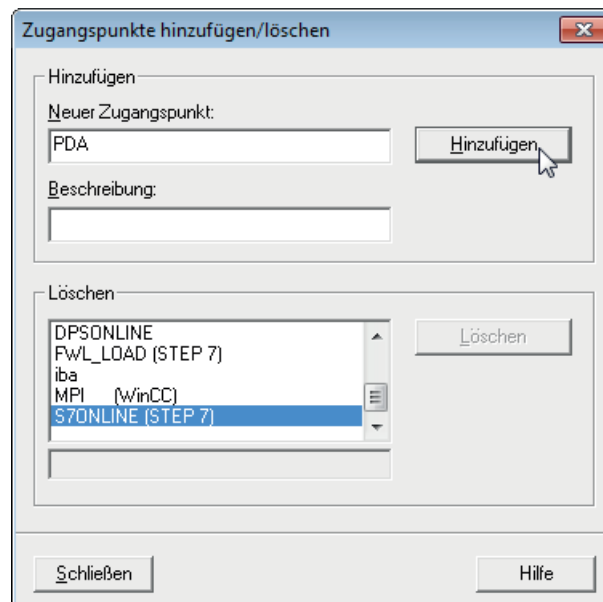 Zugangspunkte hinzufügen/löschen
Hinzufügen
Neuer Zugangspunkt:
PDA
Hinzufügen
Beschreibung:
Löschen
DPSONLINE
FWL_LOAD (STEP 7)
iba
MPI (WinCC)
S7ONLINE (STEP 7)
Löschen
Schließen
Hilfe